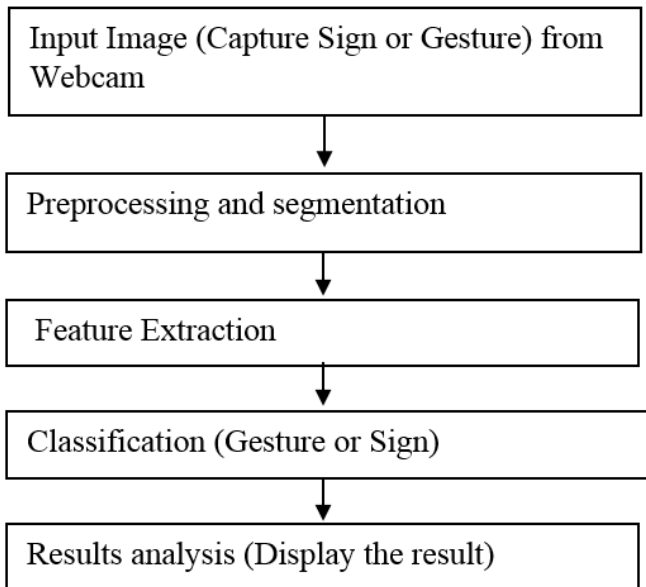 Input Image (Capture Sign or Gesture) from
Webcam
Preprocessing and segmentation
Feature Extraction
Classification (Gesture or Sign)
Results analysis (Display the result)